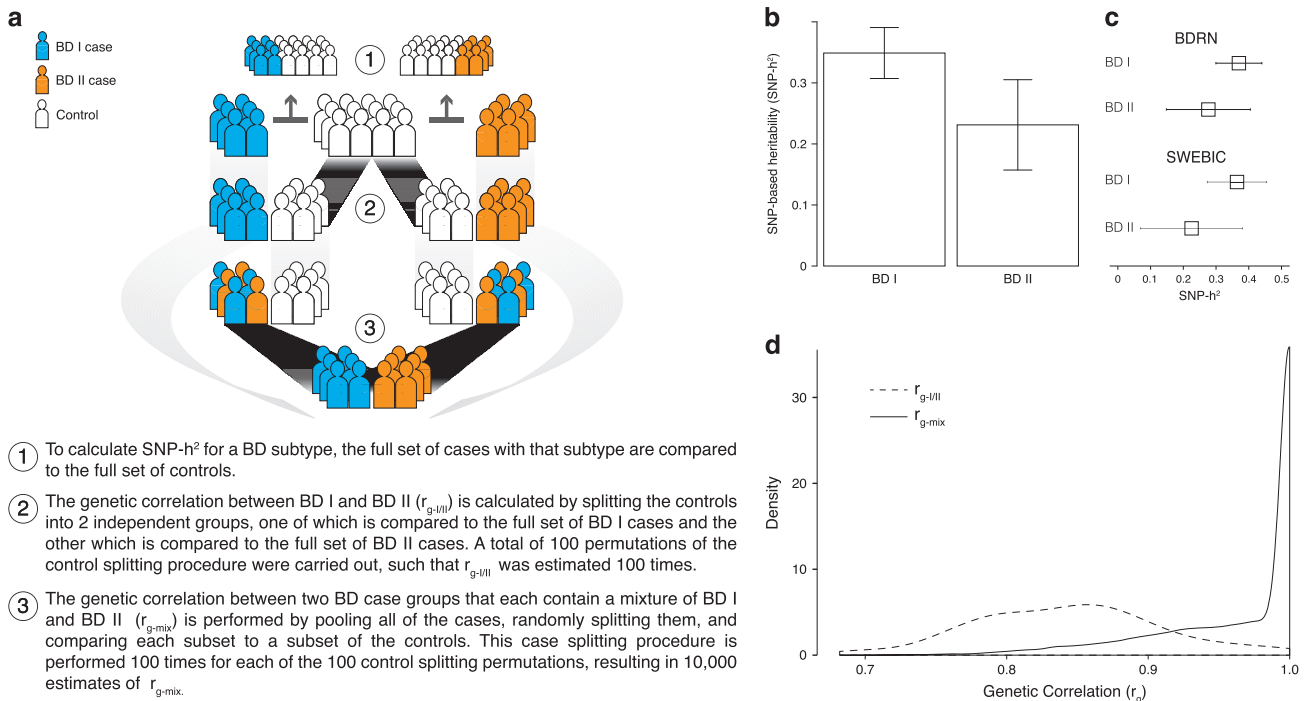 a
BD I case
BD II case
Control
1
2
3
1 To calculate SNP-h² for a BD subtype, the full set of cases with that subtype are compared
to the full set of controls.
2 The genetic correlation between BD I and BD II (r g-I/II) is calculated by splitting the controls
into 2 independent groups, one of which is compared to the full set of BD I cases and the
other which is compared to the full set of BD II cases. A total of 100 permutations of the
control splitting procedure were carried out, such that r g-I/II was estimated 100 times.
3 The genetic correlation between two BD case groups that each contain a mixture of BD I
and BD II (r g-mix) is performed by pooling all of the cases, randomly splitting them, and
comparing each subset to a subset of the controls. This case splitting procedure is
performed 100 times for each of the 100 control splitting permutations, resulting in 10,000
estimates of r g-mix.
b
SNP-based heritability (SNP-h²)
0.3
0.2
0.1
0
BD I
BD II
c
BDRN
BD I
BD II
SWEBIC
BD I
BD II
0 0.1 0.2 0.3 0.4 0.5
SNP-h²
d
r g-I/II
r g-mix
Density
30
20
10
0
0.7 0.8 0.9 1.0
Genetic Correlation (r g)